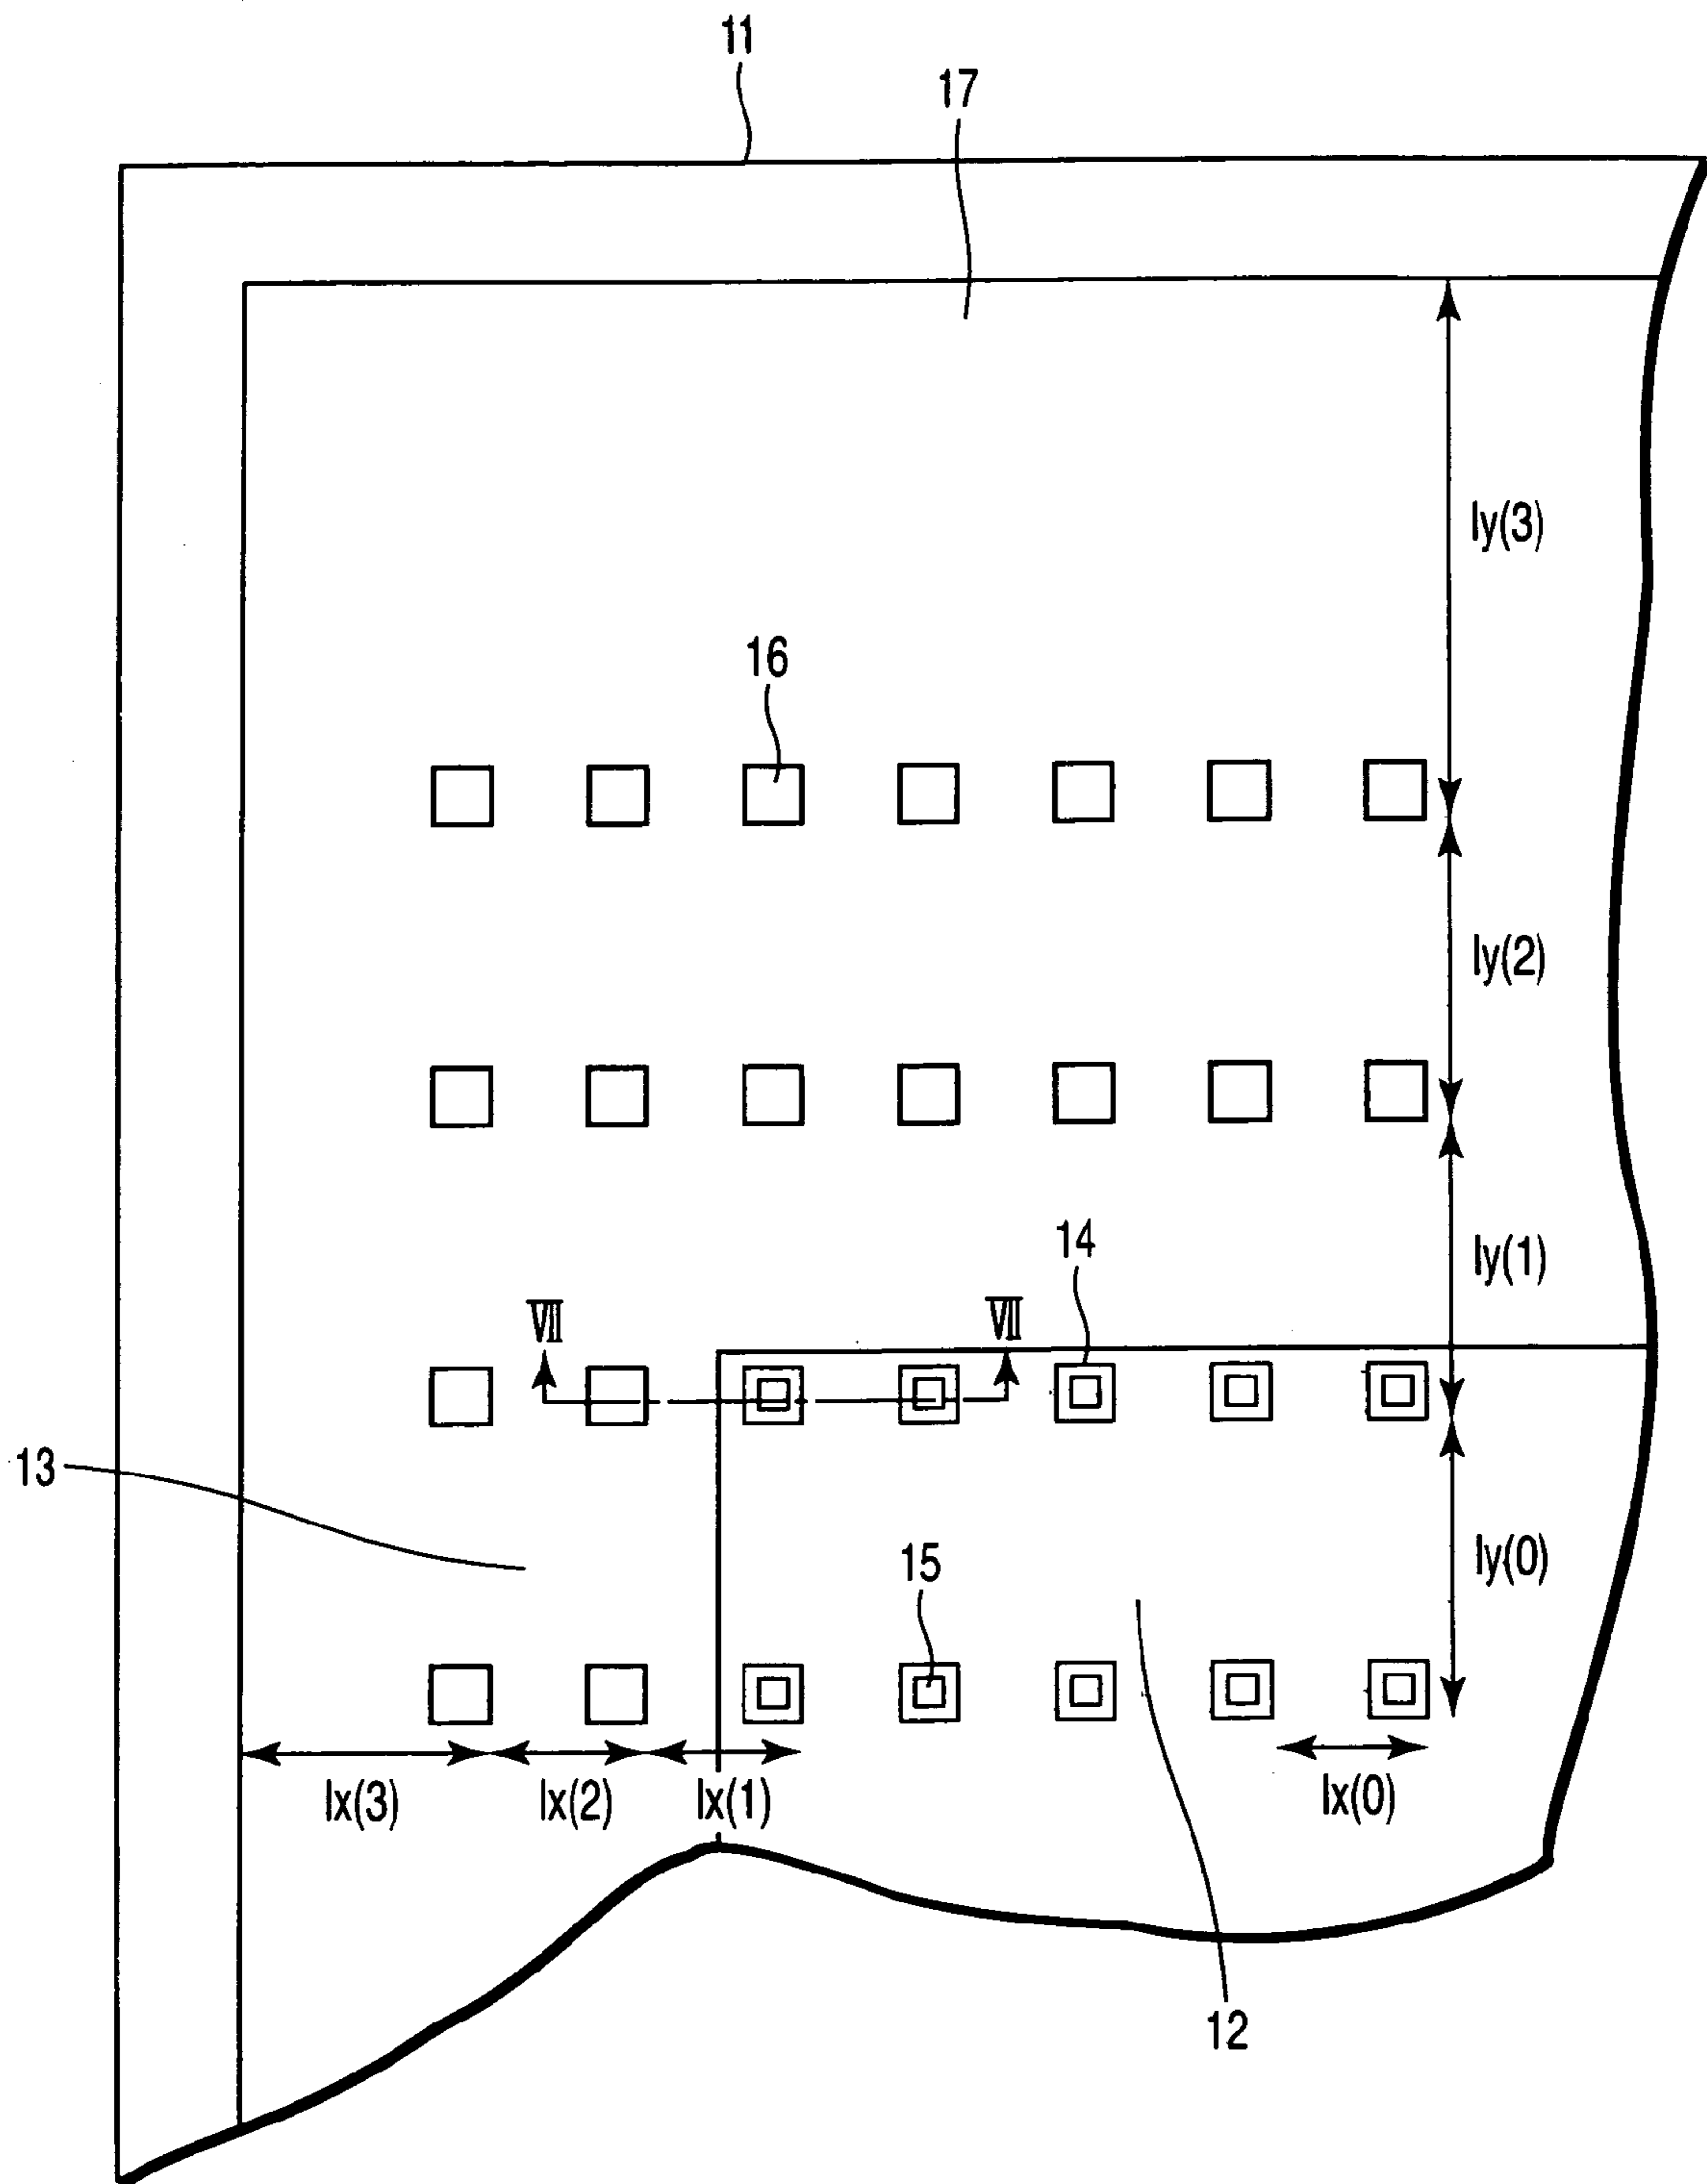 11
17
ly(3)
16
ly(2)
14
ly(1)
VII VII
13
15
ly(0)
lx(3) lx(2) lx(1) lx(0)
12